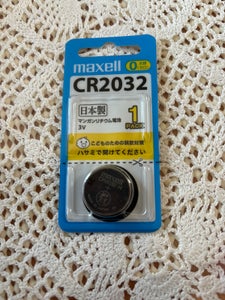 maxell
0
CR2032
日本製
マンガンリチウム電池
3V
1
PACK
こどものための誤飲対策
ハサミで開けてください
maxell